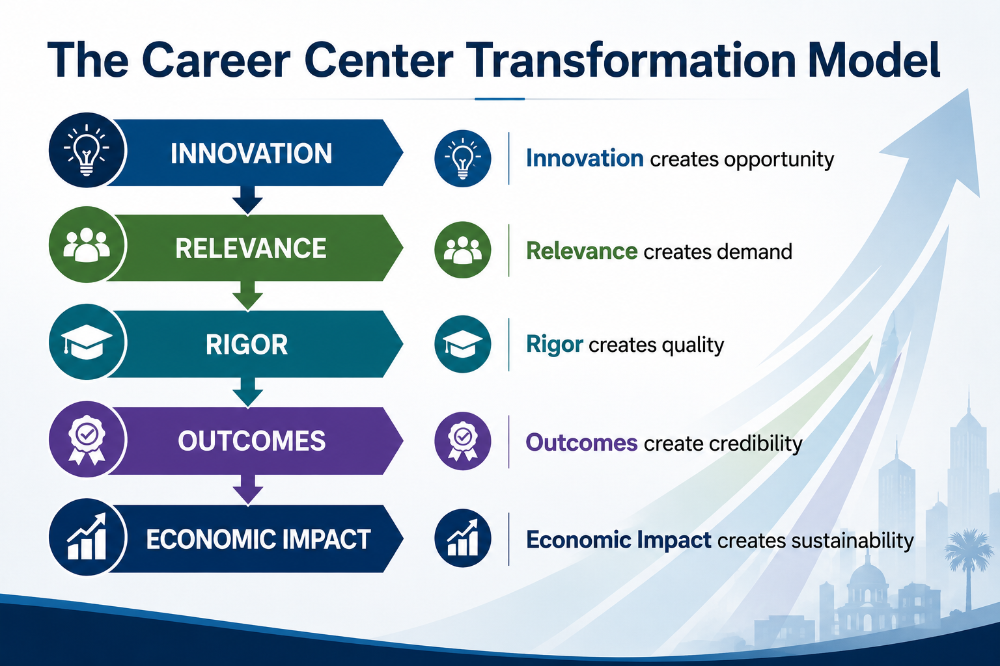 The Career Center Transformation Model
INNOVATION
Innovation creates opportunity
RELEVANCE
Relevance creates demand
RIGOR
Rigor creates quality
OUTCOMES
Outcomes create credibility
ECONOMIC IMPACT
Economic Impact creates sustainability